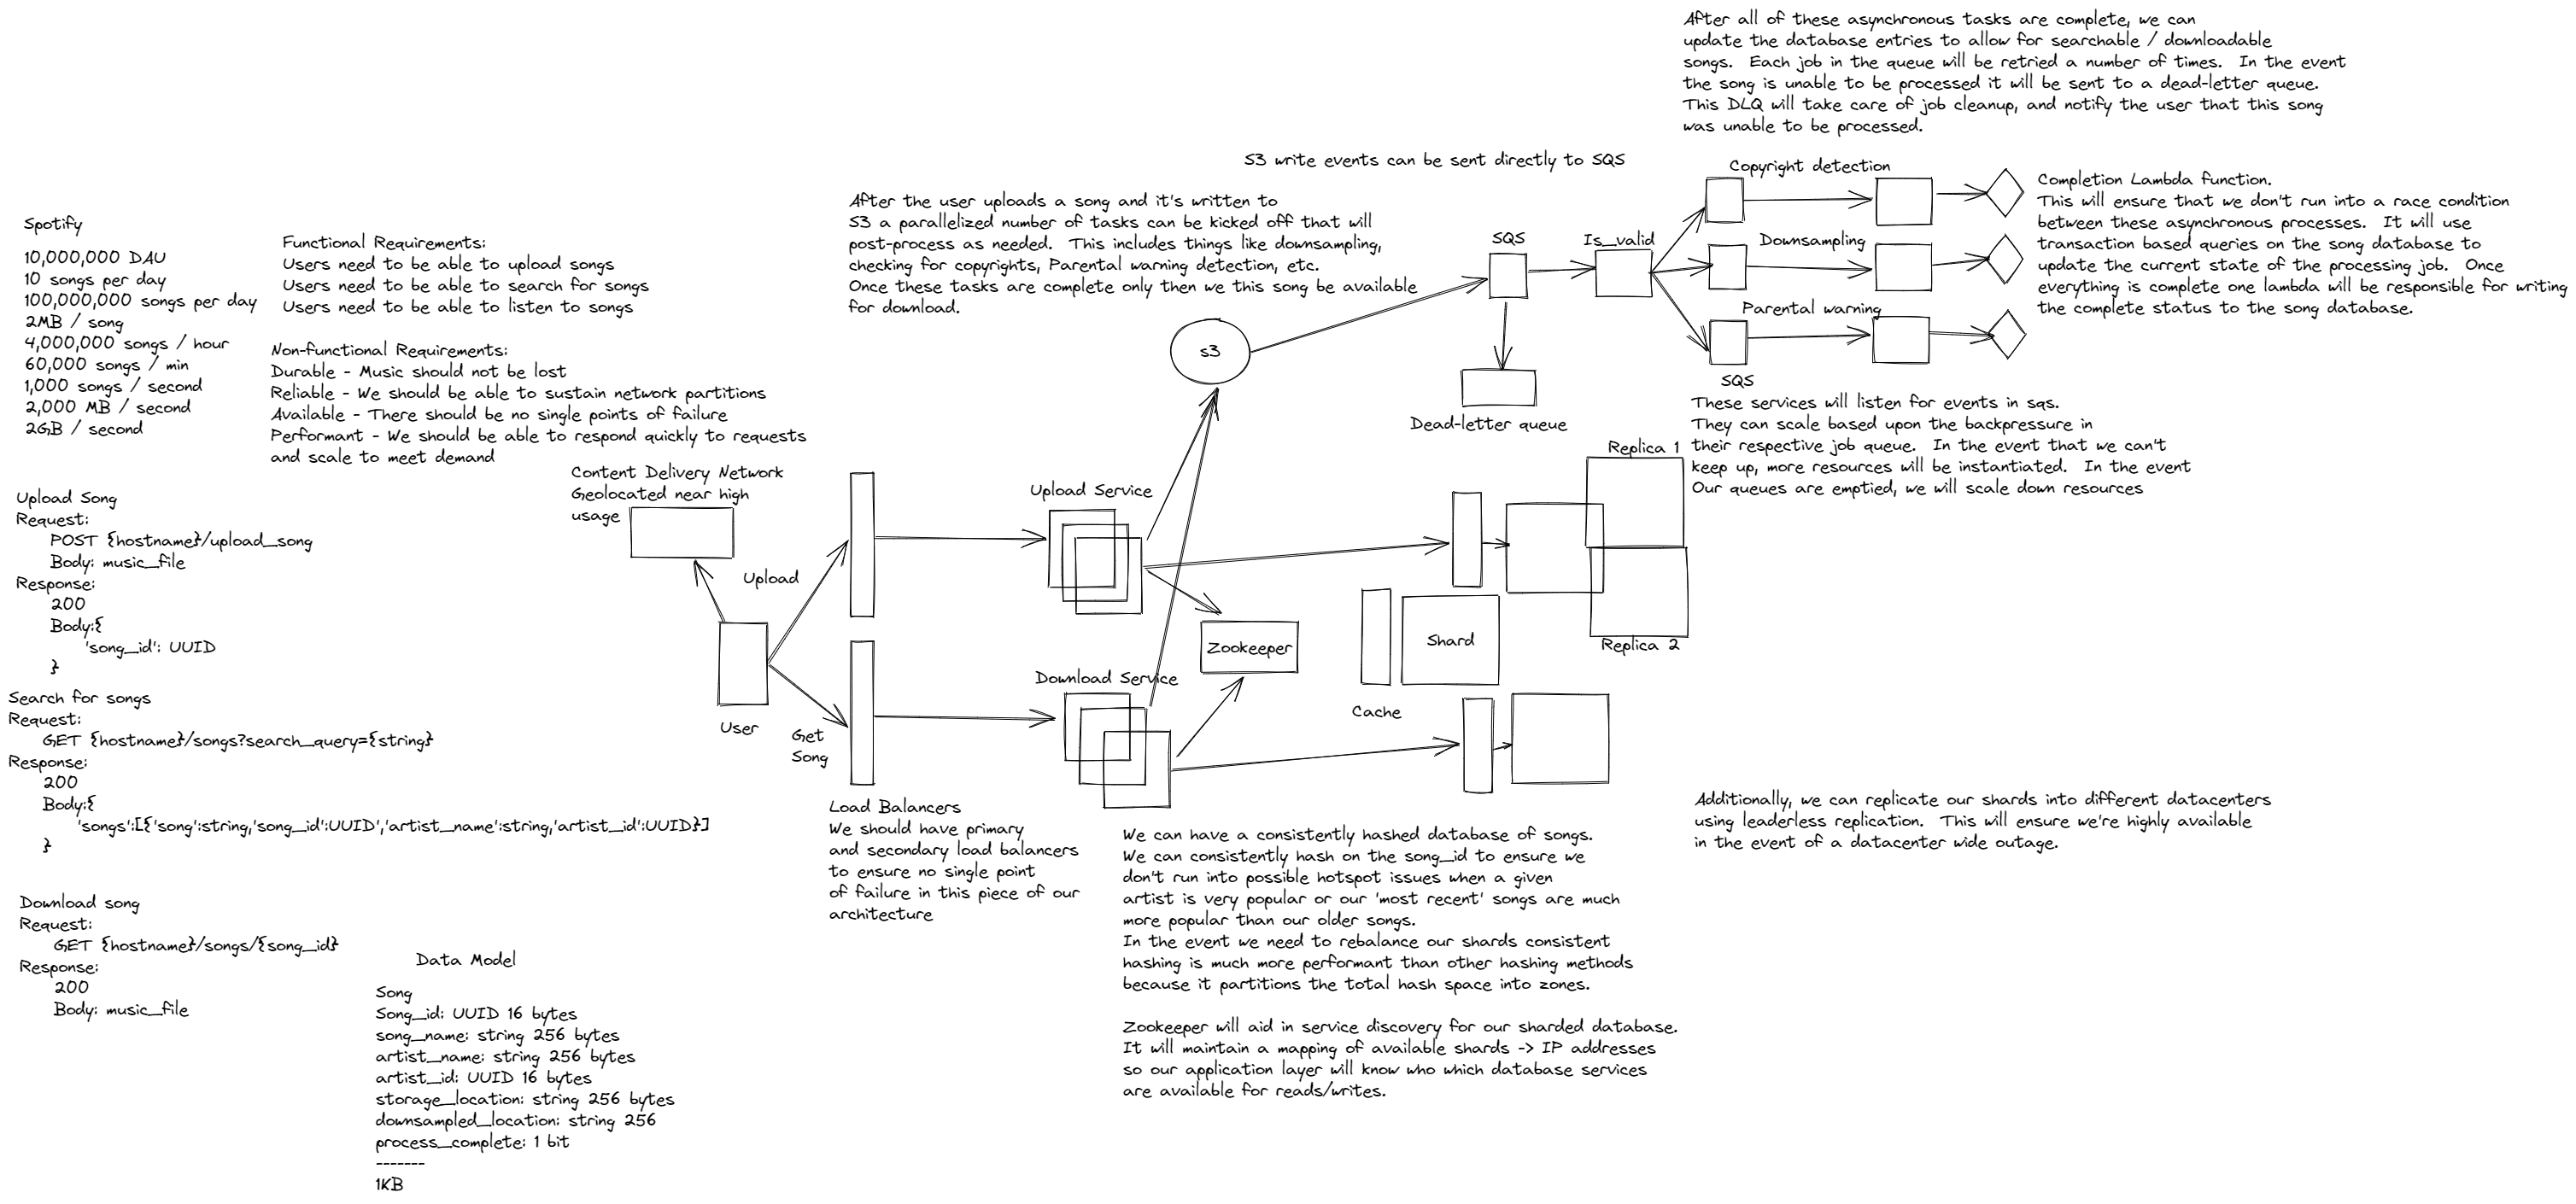 After all of these asynchronous tasks are complete, we can
update the database entries to allow for searchable / downloadable
songs.  Each job in the queue will be retried a number of times.  In the event
the song is unable to be processed it will be sent to a dead-letter queue.
This DLQ will take care of job cleanup, and notify the user that this song
was unable to be processed.
S3 write events can be sent directly to SQS
Copyright detection
Completion Lambda function.
This will ensure that we don't run into a race condition
between these asynchronous processes.  It will use
transaction based queries on the song database to
update the current state of the processing job.  Once
everything is complete one lambda will be responsible for writing
the complete status to the song database.
Downsampling
Parental warning
SQS
Is_valid
After the user uploads a song and it's written to
S3 a parallelized number of tasks can be kicked off that will
post-process as needed.  This includes things like downsampling,
checking for copyrights, Parental warning detection, etc.
Once these tasks are complete only then we this song be available
for download.
s3
Dead-letter queue
SQS
These services will listen for events in sqs.
They can scale based upon the backpressure in
their respective job queue.  In the event that we can't
keep up, more resources will be instantiated.  In the event
Our queues are emptied, we will scale down resources
Spotify
10,000,000 DAU
10 songs per day
100,000,000 songs per day
2MB / song
4,000,000 songs / hour
60,000 songs / min
1,000 songs / second
2,000 MB / second
2GB / second
Functional Requirements:
Users need to be able to upload songs
Users need to be able to search for songs
Users need to be able to listen to songs
Non-functional Requirements:
Durable - Music should not be lost
Reliable - We should be able to sustain network partitions
Available - There should be no single points of failure
Performant - We should be able to respond quickly to requests
and scale to meet demand
Content Delivery Network
Geolocated near high
usage
Upload
User
Get
Song
Upload Service
Download Service
Zookeeper
Replica 1
Replica 2
Shard
Cache
Upload Song
Request:
POST {hostname}/upload_song
Body: music_file
Response:
200
Body:{
'song_id': UUID
}
Search for songs
Request:
GET {hostname}/songs?search_query={string}
Response:
200
Body:{
'songs':[{'song':string,'song_id':UUID','artist_name':string,'artist_id':UUID}]
}
Download song
Request:
GET {hostname}/songs/{song_id}
Response:
200
Body: music_file
Data Model
Song
Song_id: UUID 16 bytes
song_name: string 256 bytes
artist_name: string 256 bytes
artist_id: UUID 16 bytes
storage_location: string 256 bytes
downsampled_location: string 256
process_complete: 1 bit
-------
1KB
Load Balancers
We should have primary
and secondary load balancers
to ensure no single point
of failure in this piece of our
architecture
We can have a consistently hashed database of songs.
We can consistently hash on the song_id to ensure we
don't run into possible hotspot issues when a given
artist is very popular or our 'most recent' songs are much
more popular than our older songs.
In the event we need to rebalance our shards consistent
hashing is much more performant than other hashing methods
because it partitions the total hash space into zones.
Zookeeper will aid in service discovery for our sharded database.
It will maintain a mapping of available shards -> IP addresses
so our application layer will know who which database services
are available for reads/writes.
Additionally, we can replicate our shards into different datacenters
using leaderless replication.  This will ensure we're highly available
in the event of a datacenter wide outage.